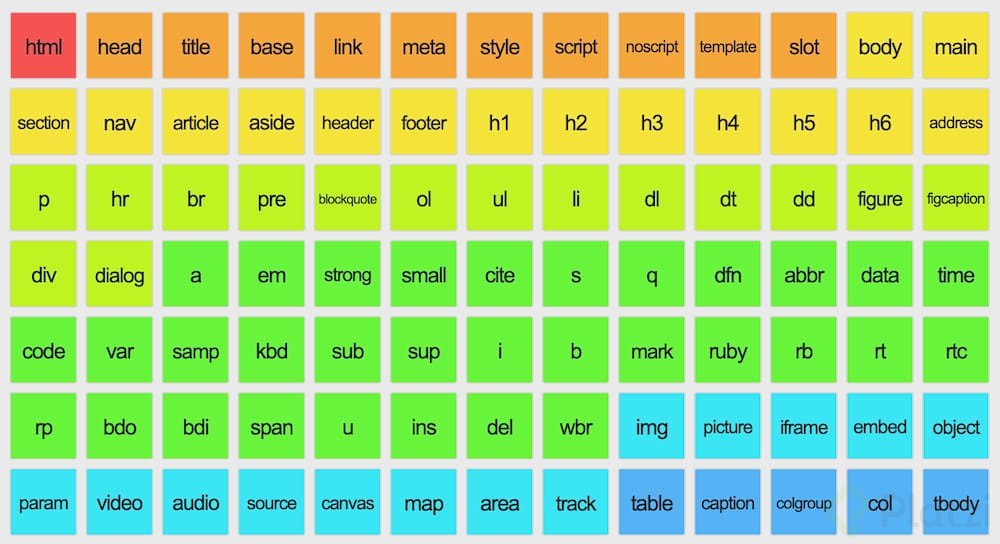 html head title base link meta style script noscript template slot body main
section nav article aside header footer h1 h2 h3 h4 h5 h6 address
p hr br pre blockquote ol ul li dl dt dd figure figcaption
div dialog a em strong small cite s q dfn abbr data time
code var samp kbd sub sup i b mark ruby rb rt rtc
rp bdo bdi span u ins del wbr img picture iframe embed object
param video audio source canvas map area track table caption colgroup col tbody
Platzi